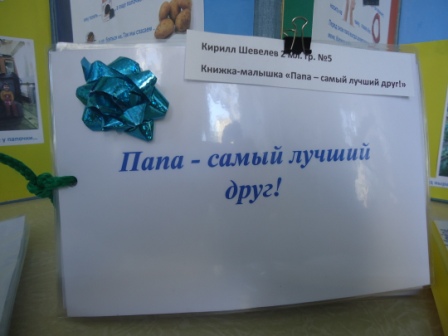 Кирилл Шевелев 2 мл. гр. №5
Книжка-малышка «Папа – самый лучший друг!»
Папа - самый лучший
друг!